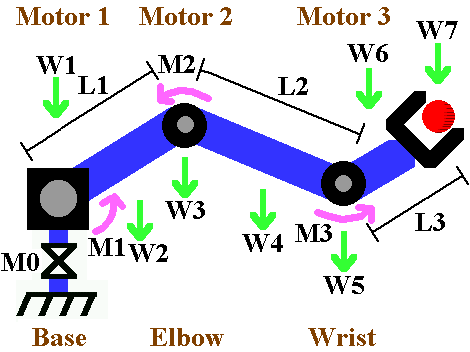 Motor 1 Motor 2 Motor 3
W7
W6
W1
M2
L1
L2
W3
M1
W2
W4
M3
L3
M0
W5
Base Elbow Wrist